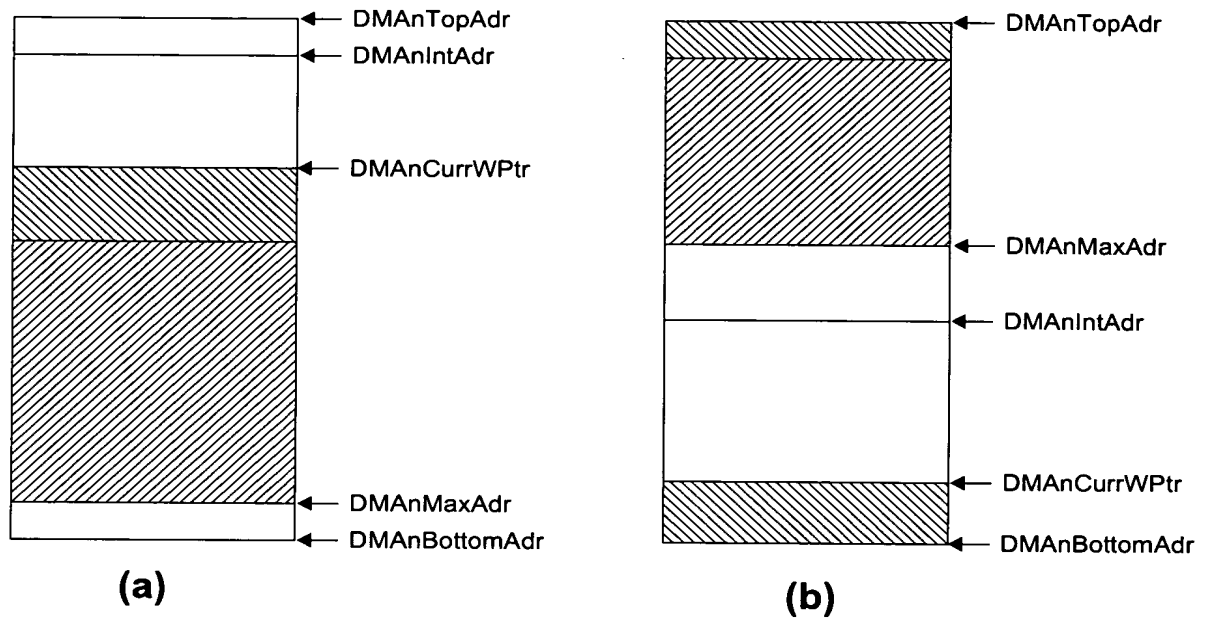 DMAnTopAdr
DMAnIntAdr
DMAnCurrWPtr
DMAnMaxAdr
DMAnBottomAdr
(a)
DMAnTopAdr
DMAnMaxAdr
DMAnIntAdr
DMAnCurrWPtr
DMAnBottomAdr
(b)